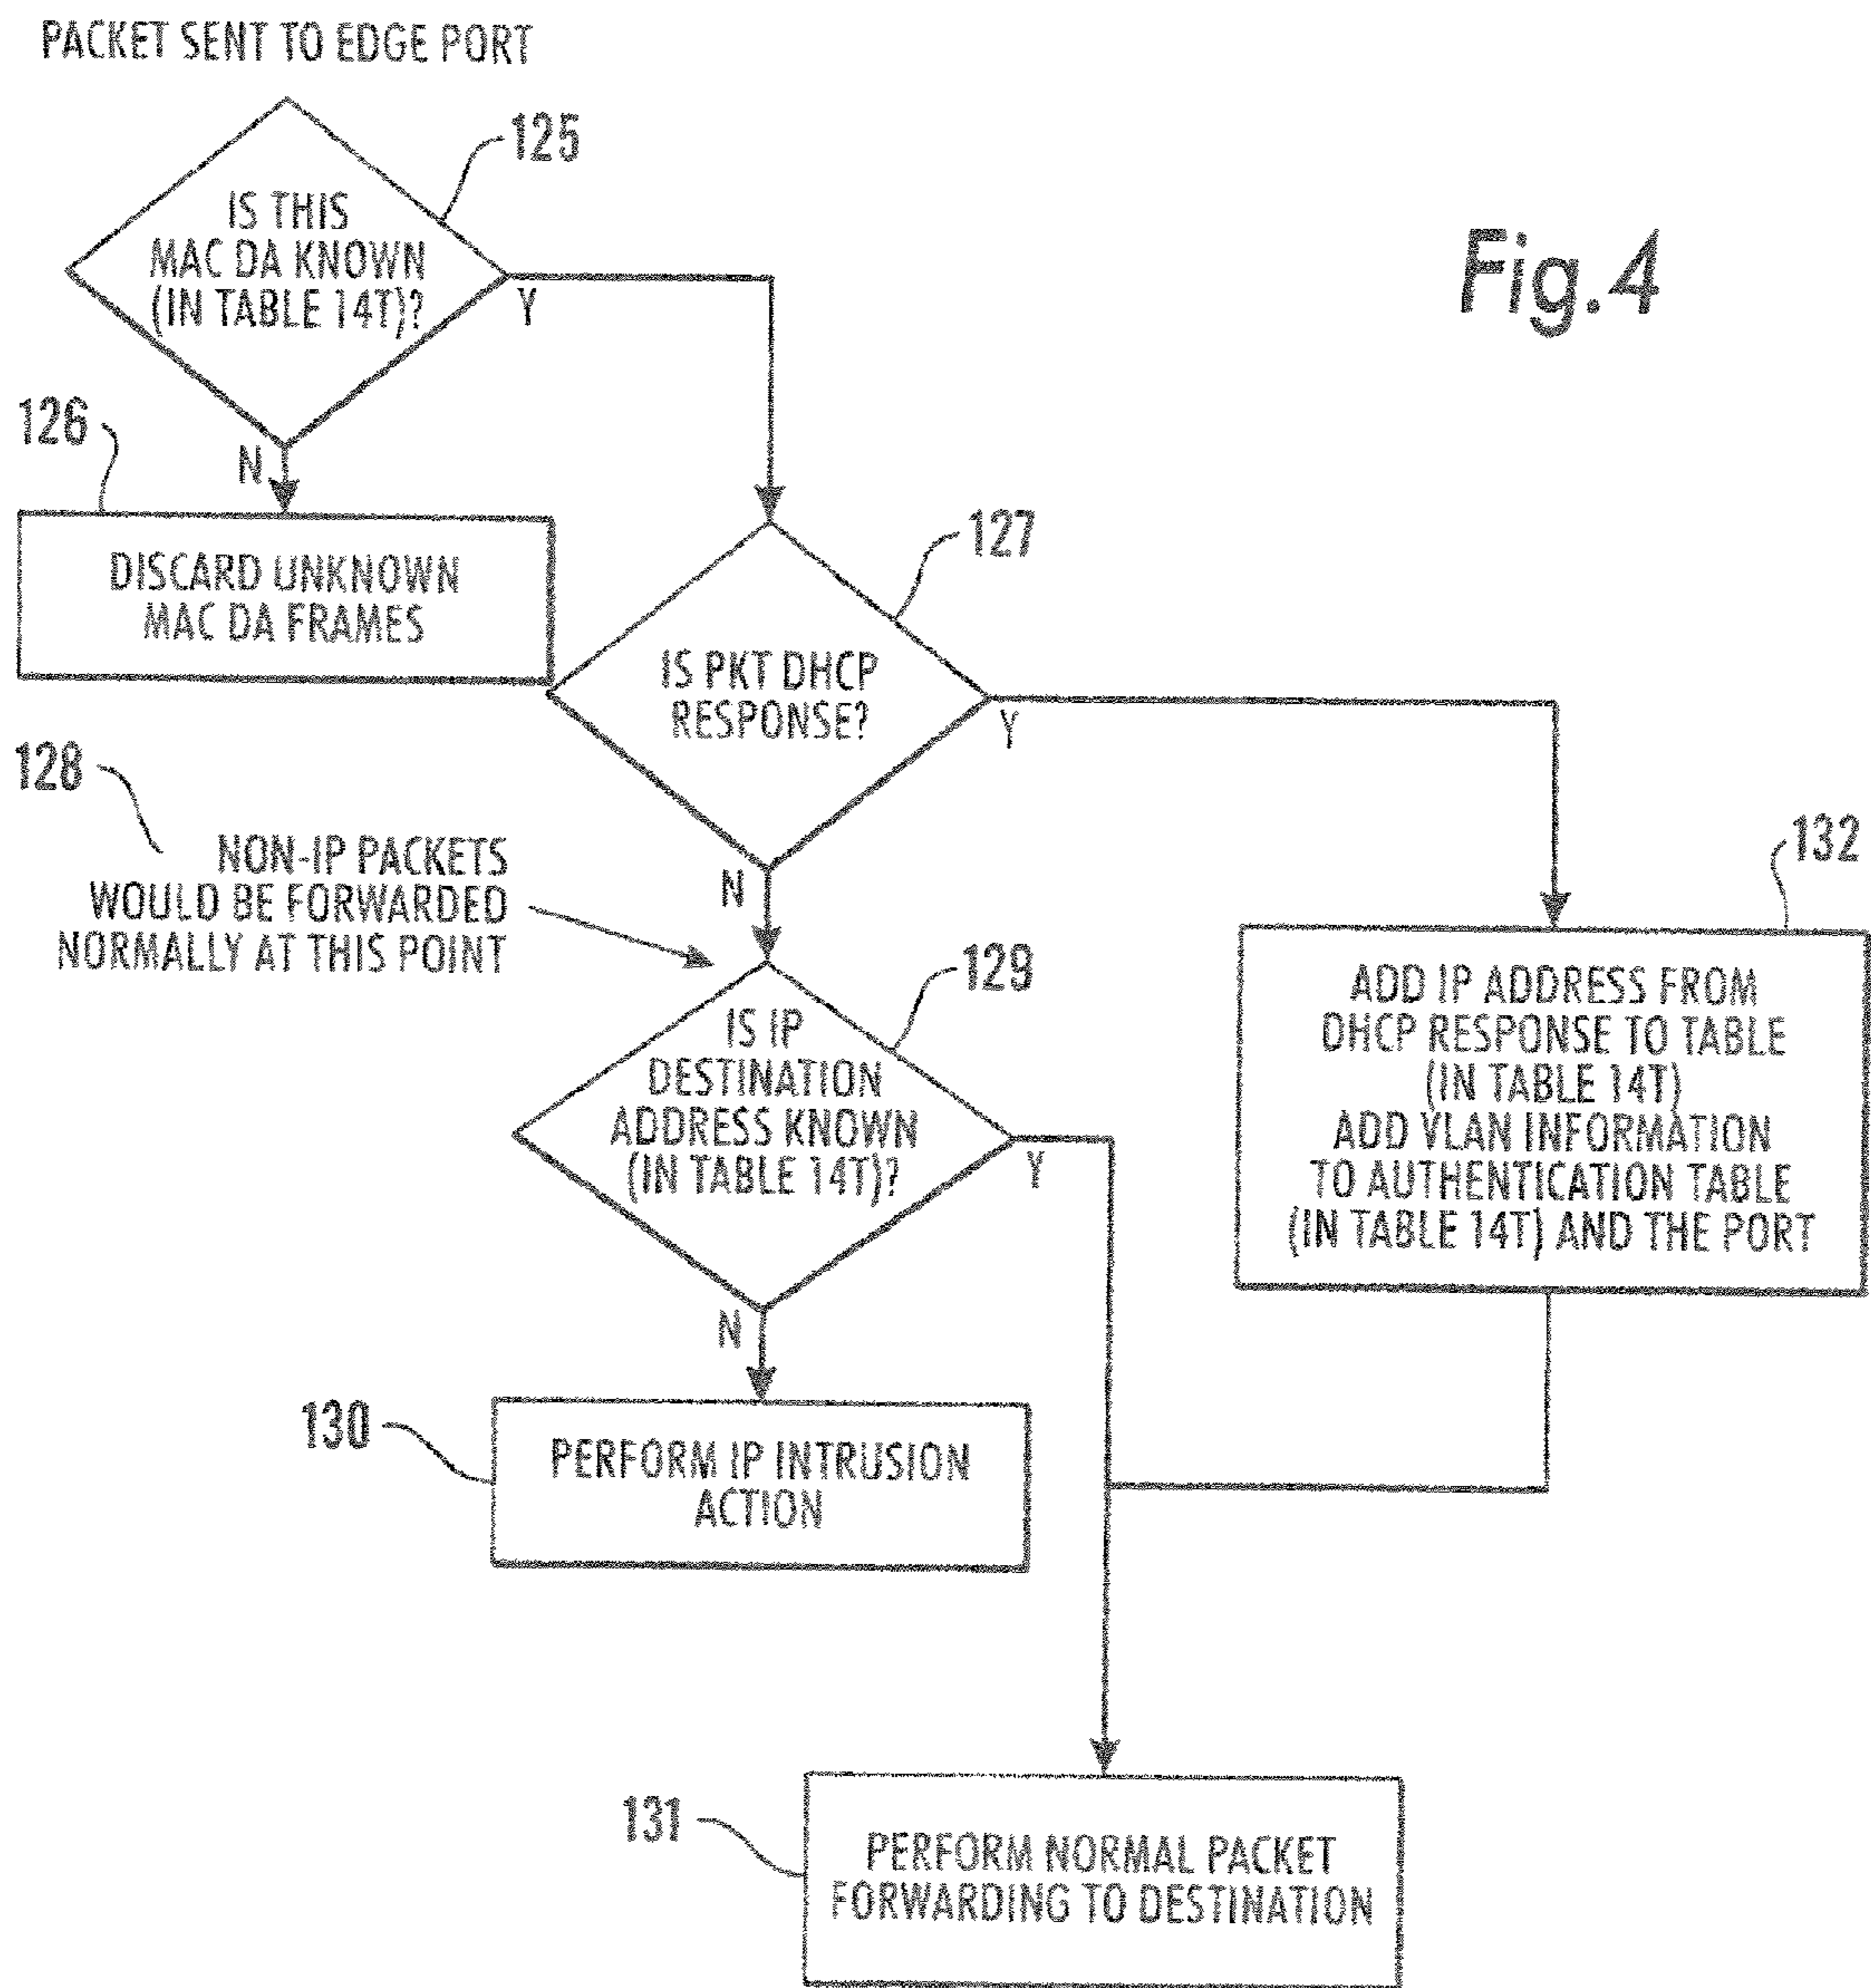 PACKET SENT TO EDGE PORT
125
IS THIS
MAC DA KNOWN
(IN TABLE 14T)?
Y
Fig.4
126
N
DISCARD UNKNOWN
MAC DA FRAMES
127
IS PKT DHCP
RESPONSE?
Y
128
NON-IP PACKETS
WOULD BE FORWARDED
NORMALLY AT THIS POINT
N
132
ADD IP ADDRESS FROM
DHCP RESPONSE TO TABLE
(IN TABLE 14T)
ADD VLAN INFORMATION
TO AUTHENTICATION TABLE
(IN TABLE 14T) AND THE PORT
129
IS IP
DESTINATION
ADDRESS KNOWN
(IN TABLE 14T)?
Y
N
130
PERFORM IP INTRUSION
ACTION
131
PERFORM NORMAL PACKET
FORWARDING TO DESTINATION